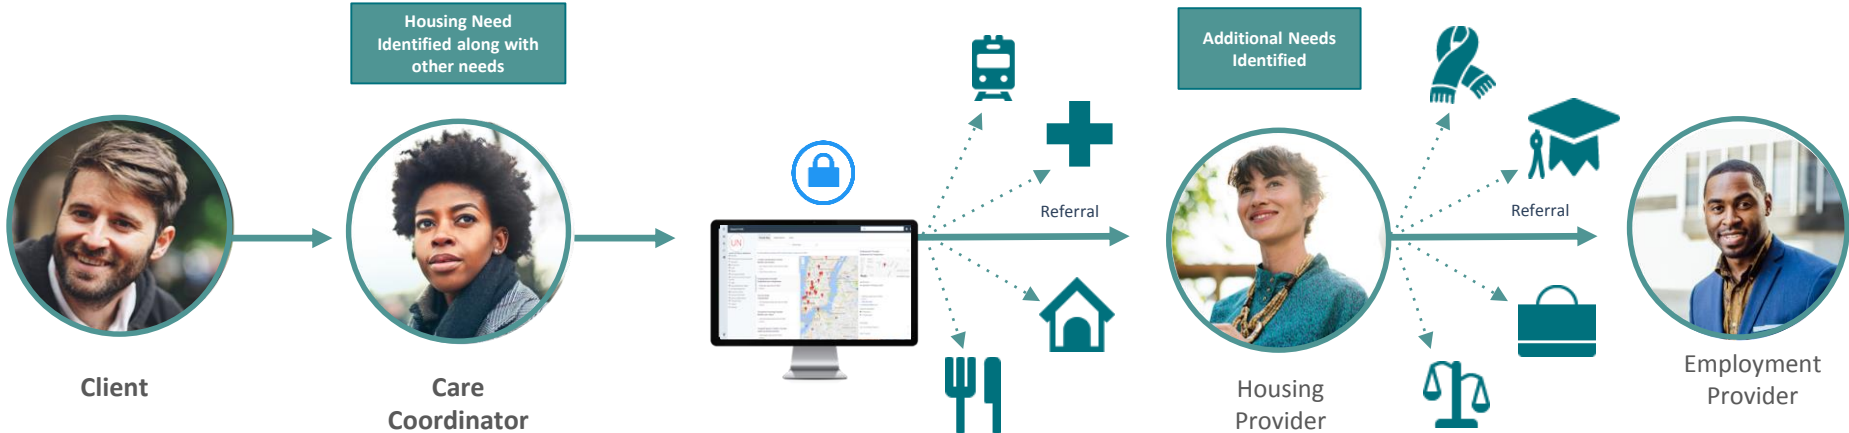 Housing Need
Identified along with
other needs
Additional Needs
Identified
Referral
Referral
UN
Client
Care
Coordinator
Housing
Provider
Employment
Provider